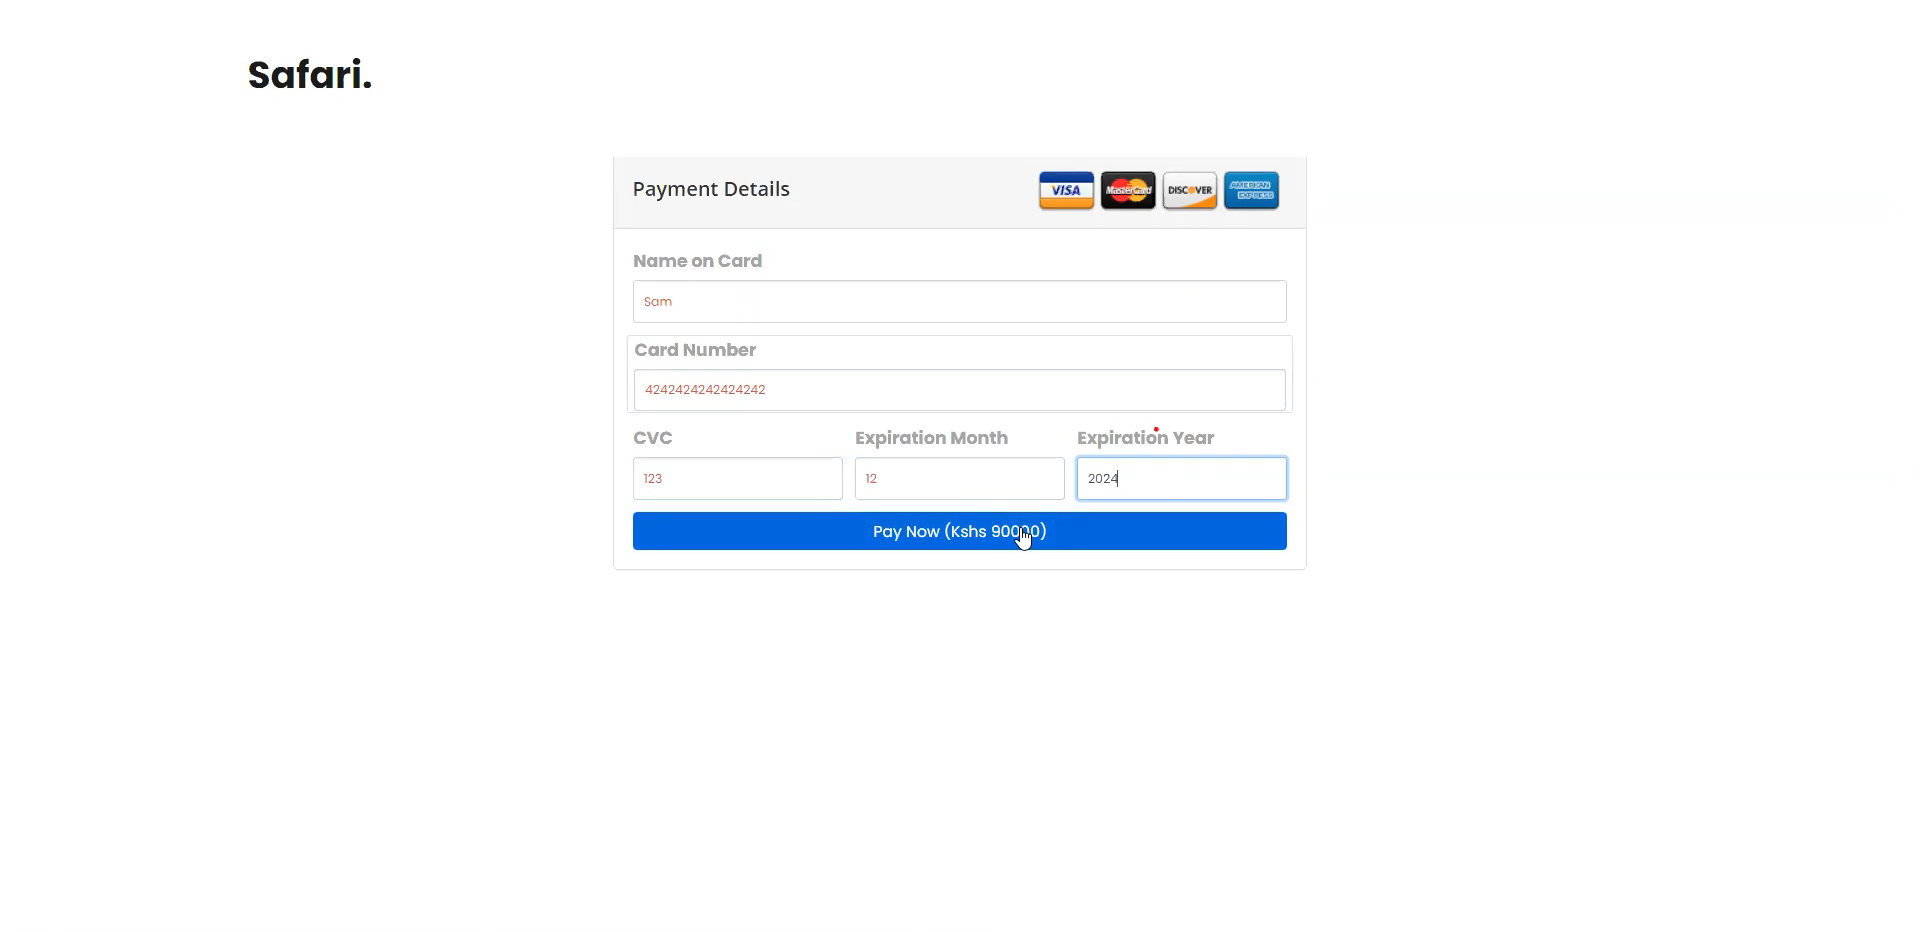 Safari.
Payment Details
VISA MasterCard DISCOVER AMERICAN EXPRESS
Name on Card
Sam
Card Number
4242424242424242
CVC Expiration Month Expiration Year
123 12 2024
Pay Now (Kshs 90000)